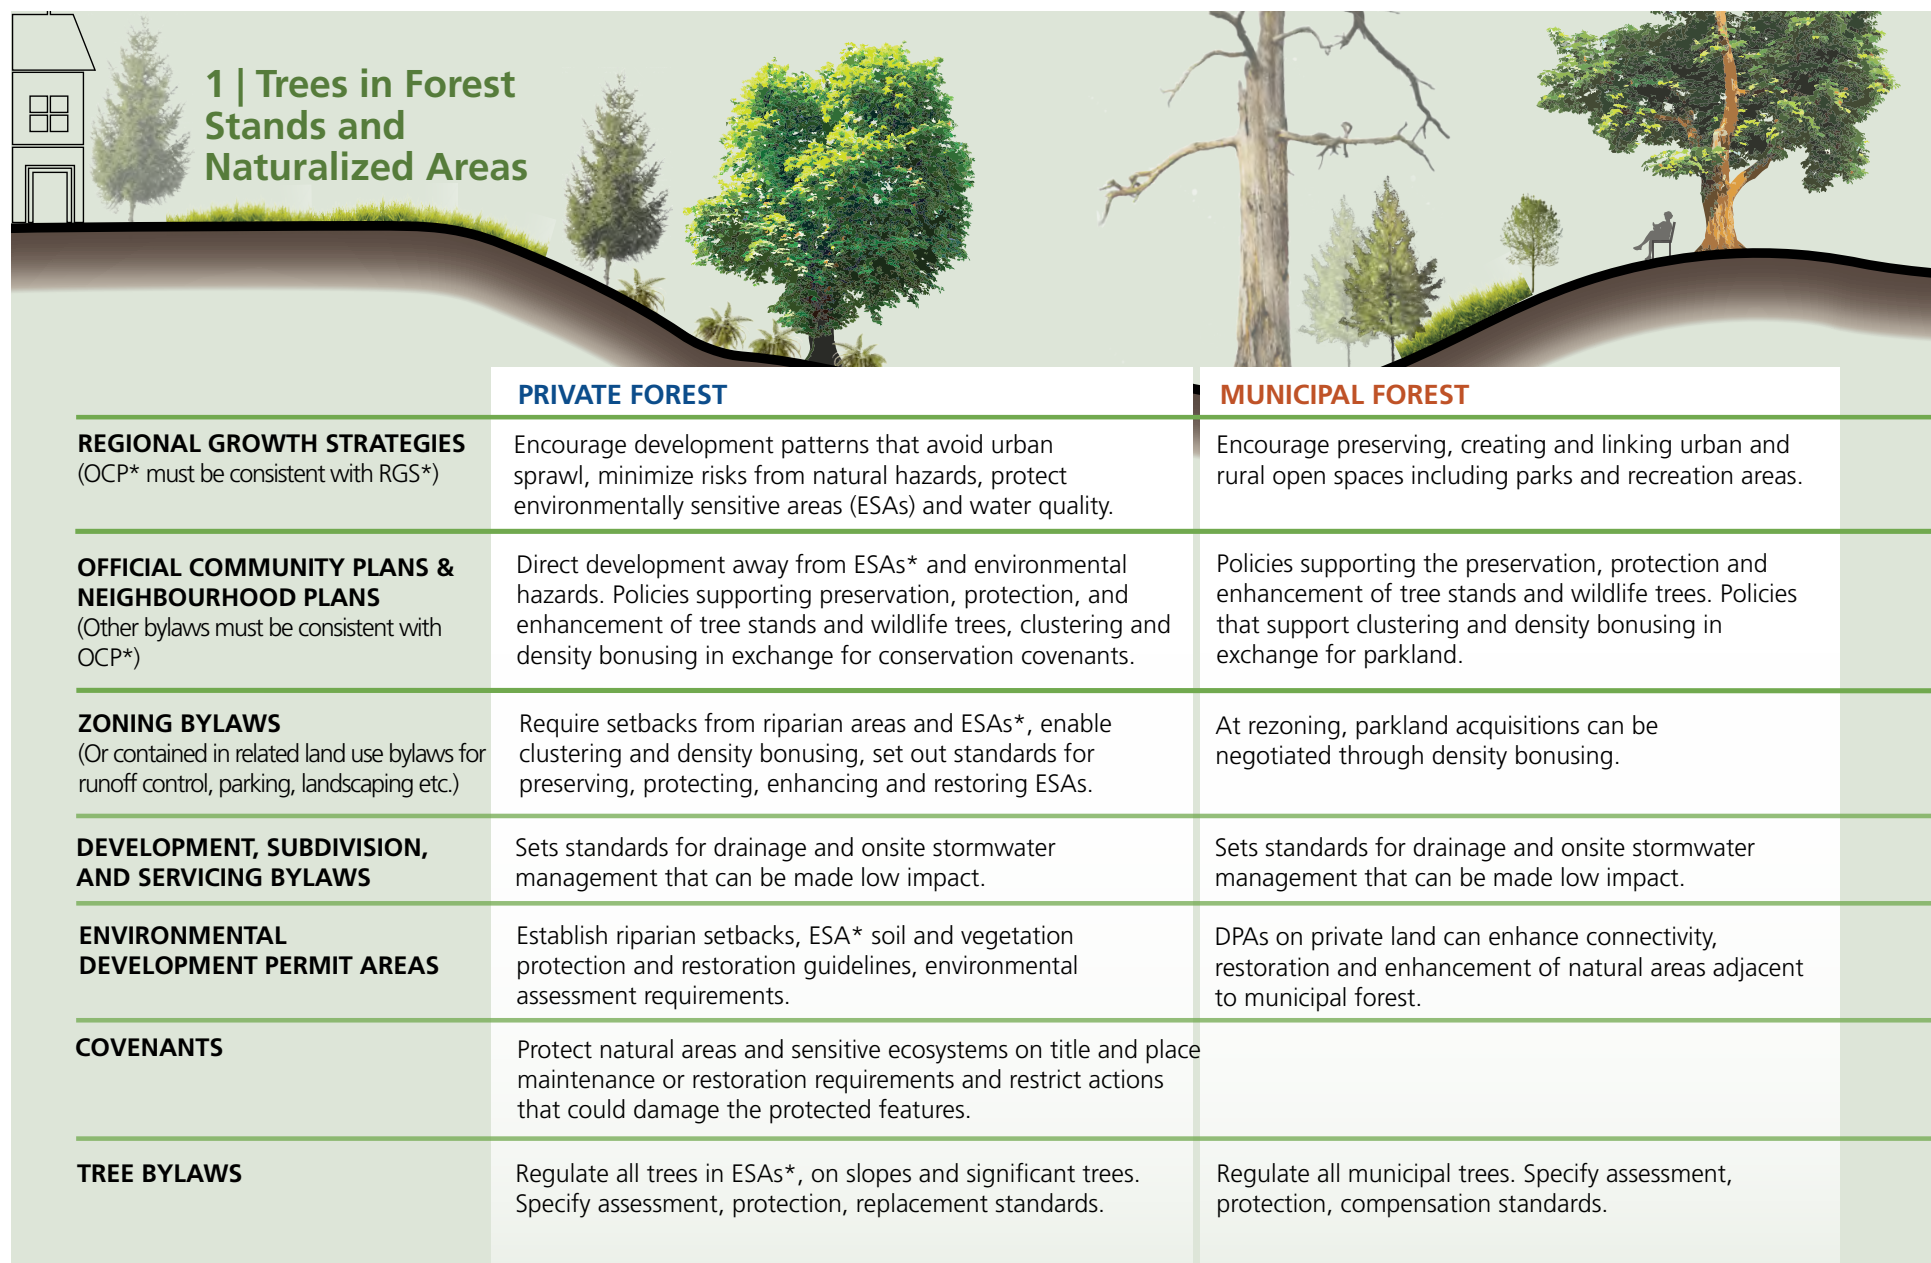 1 | Trees in Forest
Stands and
Naturalized Areas
PRIVATE FOREST
MUNICIPAL FOREST
REGIONAL GROWTH STRATEGIES
(OCP* must be consistent with RGS*)
Encourage development patterns that avoid urban
sprawl, minimize risks from natural hazards, protect
environmentally sensitive areas (ESAs) and water quality.
Encourage preserving, creating and linking urban and
rural open spaces including parks and recreation areas.
OFFICIAL COMMUNITY PLANS &
NEIGHBOURHOOD PLANS
(Other bylaws must be consistent with
OCP*)
Direct development away from ESAs* and environmental
hazards. Policies supporting preservation, protection, and
enhancement of tree stands and wildlife trees, clustering and
density bonusing in exchange for conservation covenants.
Policies supporting the preservation, protection and
enhancement of tree stands and wildlife trees. Policies
that support clustering and density bonusing in
exchange for parkland.
ZONING BYLAWS
(Or contained in related land use bylaws for
runoff control, parking, landscaping etc.)
Require setbacks from riparian areas and ESAs*, enable
clustering and density bonusing, set out standards for
preserving, protecting, enhancing and restoring ESAs.
At rezoning, parkland acquisitions can be
negotiated through density bonusing.
DEVELOPMENT, SUBDIVISION,
AND SERVICING BYLAWS
Sets standards for drainage and onsite stormwater
management that can be made low impact.
Sets standards for drainage and onsite stormwater
management that can be made low impact.
ENVIRONMENTAL
DEVELOPMENT PERMIT AREAS
Establish riparian setbacks, ESA* soil and vegetation
protection and restoration guidelines, environmental
assessment requirements.
DPAs on private land can enhance connectivity,
restoration and enhancement of natural areas adjacent
to municipal forest.
COVENANTS
Protect natural areas and sensitive ecosystems on title and place
maintenance or restoration requirements and restrict actions
that could damage the protected features.
TREE BYLAWS
Regulate all trees in ESAs*, on slopes and significant trees.
Specify assessment, protection, replacement standards.
Regulate all municipal trees. Specify assessment,
protection, compensation standards.